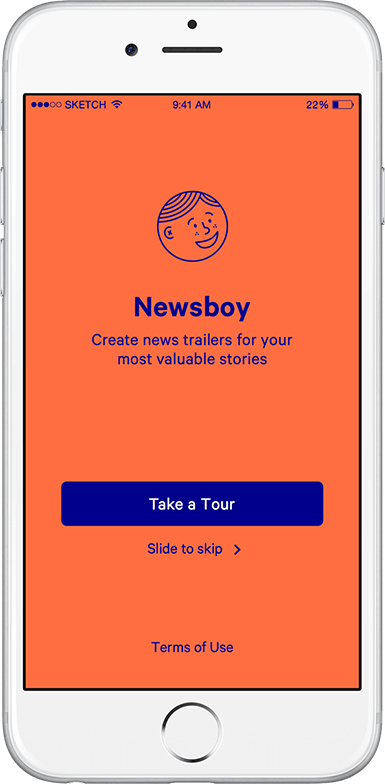 SKETCH 9:41 AM 22%
Newsboy
Create news trailers for your
most valuable stories
Take a Tour
Slide to skip
Terms of Use